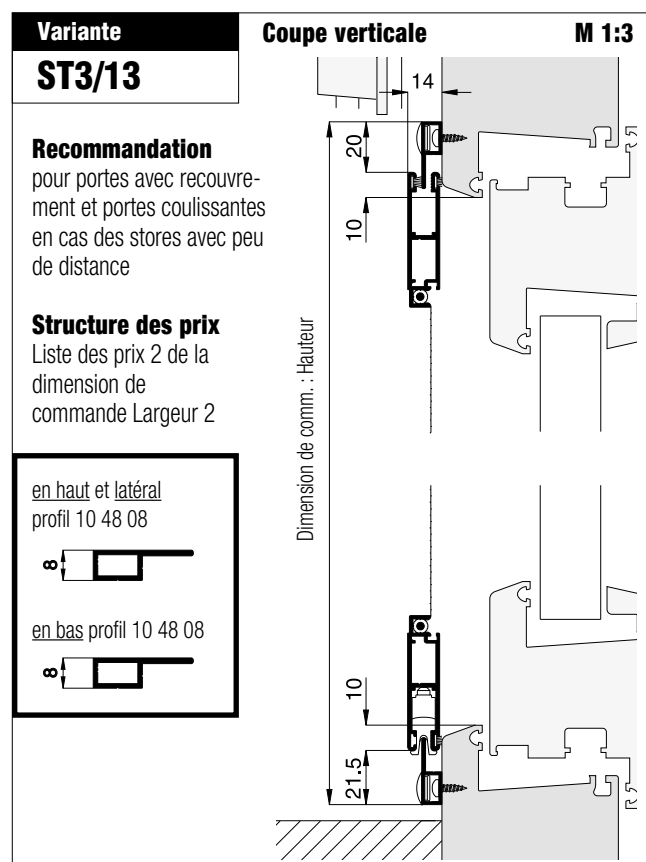 Variante
ST3/13
Coupe verticale
M 1:3
Recommandation
pour portes avec recouvre-
ment et portes coulissantes
en cas des stores avec peu
de distance
Structure des prix
Liste des prix 2 de la
dimension de
commande Largeur 2
en haut et latéral
profil 10 48 08
8
en bas profil 10 48 08
8
14
20
10
Dimension de comm. : Hauteur
10
21.5